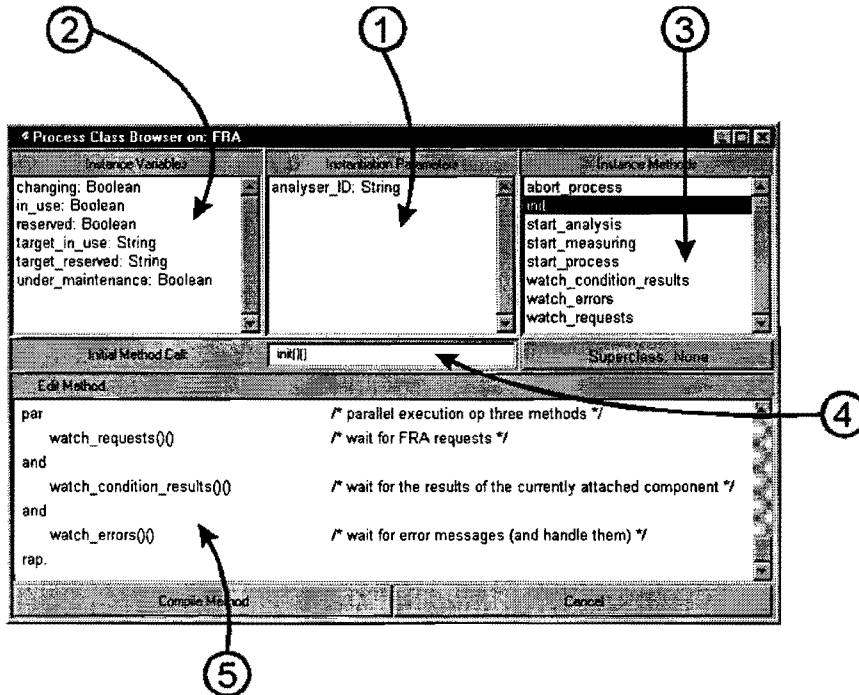 2
1
3
Process Class Browser on: FRA
Instance Variables
Instantiation Parameters
Instance Methods
changing: Boolean
in_use: Boolean
reserved: Boolean
target_in_use: String
target_reserved: String
under_maintenance: Boolean
analyser_ID: String
abort_process
init
start_analysis
start_measuring
start_process
watch_condition_results
watch_errors
watch_requests
Initial Method Call:
init()()
Superclass: None
4
Edit Method
par /* parallel execution op three methods */
watch_requests()() /* wait for FRA requests */
and
watch_condition_results()() /* wait for the results of the currently attached component */
and
watch_errors()() /* wait for error messages (and handle them) */
rap.
Compile Method
Cancel
5